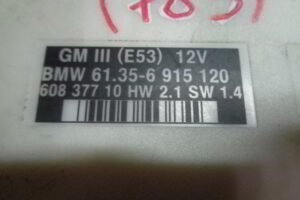 GM III (E53) 12V
BMW 61.35-6 915 120
608 377 10 HW 2.1 SW 1.4